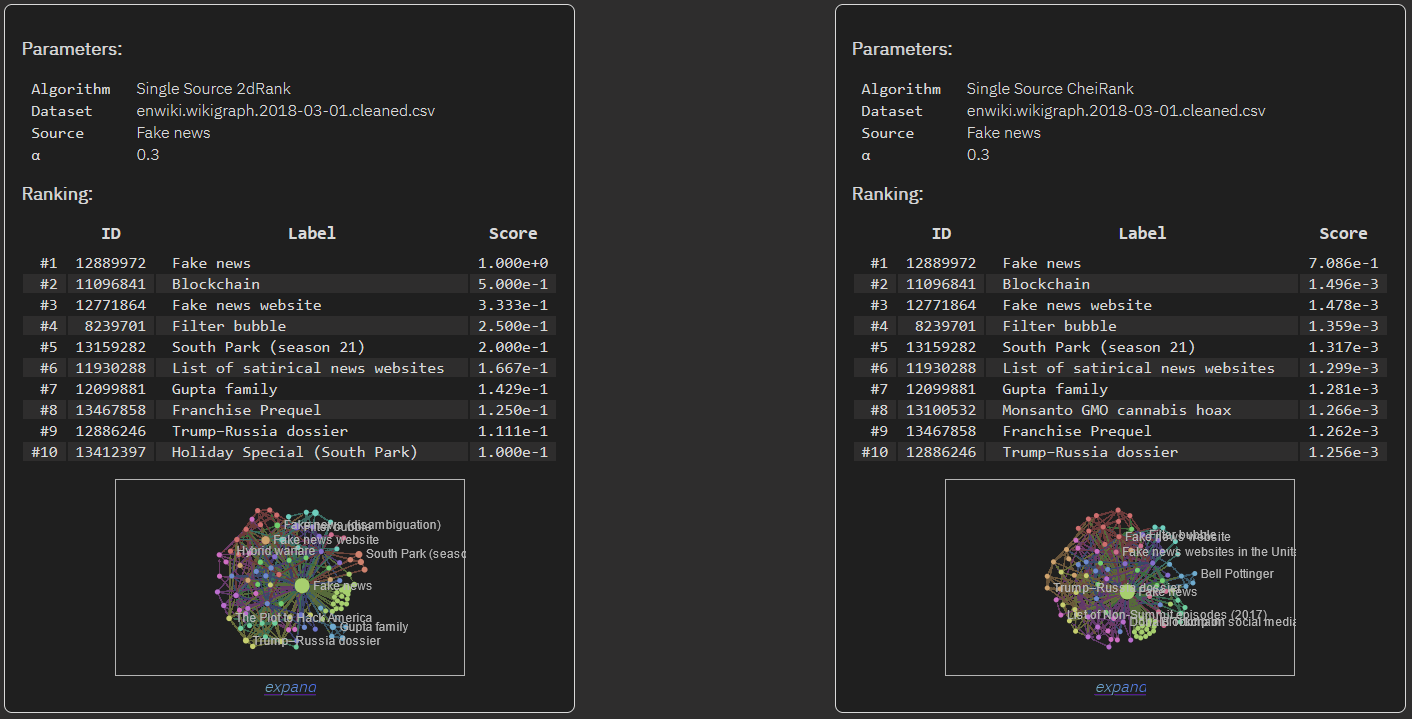 Parameters:
Algorithm Single Source 2dRank
Dataset enwiki.wikigraph.2018-03-01.cleaned.csv
Source Fake news
α 0.3
Ranking:
ID Label Score
#1 12889972 Fake news 1.000e+0
#2 11096841 Blockchain 5.000e-1
#3 12771864 Fake news website 3.333e-1
#4 8239701 Filter bubble 2.500e-1
#5 13159282 South Park (season 21) 2.000e-1
#6 11930288 List of satirical news websites 1.667e-1
#7 12099881 Gupta family 1.429e-1
#8 13467858 Franchise Prequel 1.250e-1
#9 12886246 Trump–Russia dossier 1.111e-1
#10 13412397 Holiday Special (South Park) 1.000e-1
Fake news (disambiguation)
Filter bubble
Fake news website
Hybrid warfare
South Park (seaso
Fake news
The Plot to Hack America
Gupta family
Trump–Russia dossier
expand
Parameters:
Algorithm Single Source CheiRank
Dataset enwiki.wikigraph.2018-03-01.cleaned.csv
Source Fake news
α 0.3
Ranking:
ID Label Score
#1 12889972 Fake news 7.086e-1
#2 11096841 Blockchain 1.496e-3
#3 12771864 Fake news website 1.478e-3
#4 8239701 Filter bubble 1.359e-3
#5 13159282 South Park (season 21) 1.317e-3
#6 11930288 List of satirical news websites 1.299e-3
#7 12099881 Gupta family 1.281e-3
#8 13100532 Monsanto GMO cannabis hoax 1.266e-3
#9 13467858 Franchise Prequel 1.262e-3
#10 12886246 Trump–Russia dossier 1.256e-3
Filter bubble
Fake news website
Fake news websites in the Unite
Bell Pottinger
Trump–Russia dossier
Fake news
List of Non-Summit episodes (2017)
Blockchain
social media
expand